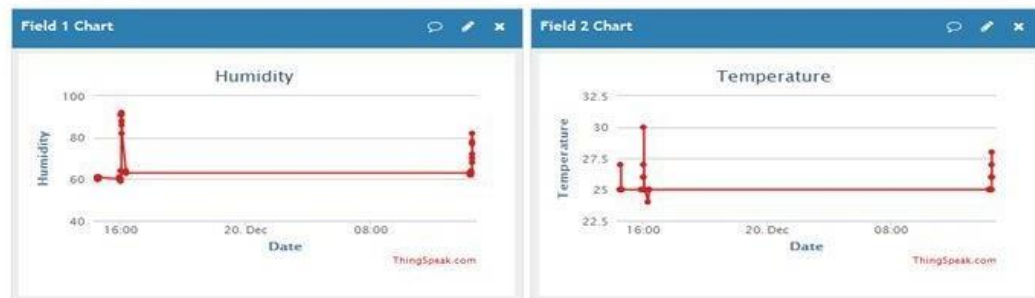 Field 1 Chart
Humidity
Humidity
100
80
60
40
16:00
20. Dec
08:00
Date
ThingSpeak.com
Field 2 Chart
Temperature
Temperature
32.5
30
27.5
25
22.5
16:00
20. Dec
08:00
Date
ThingSpeak.com